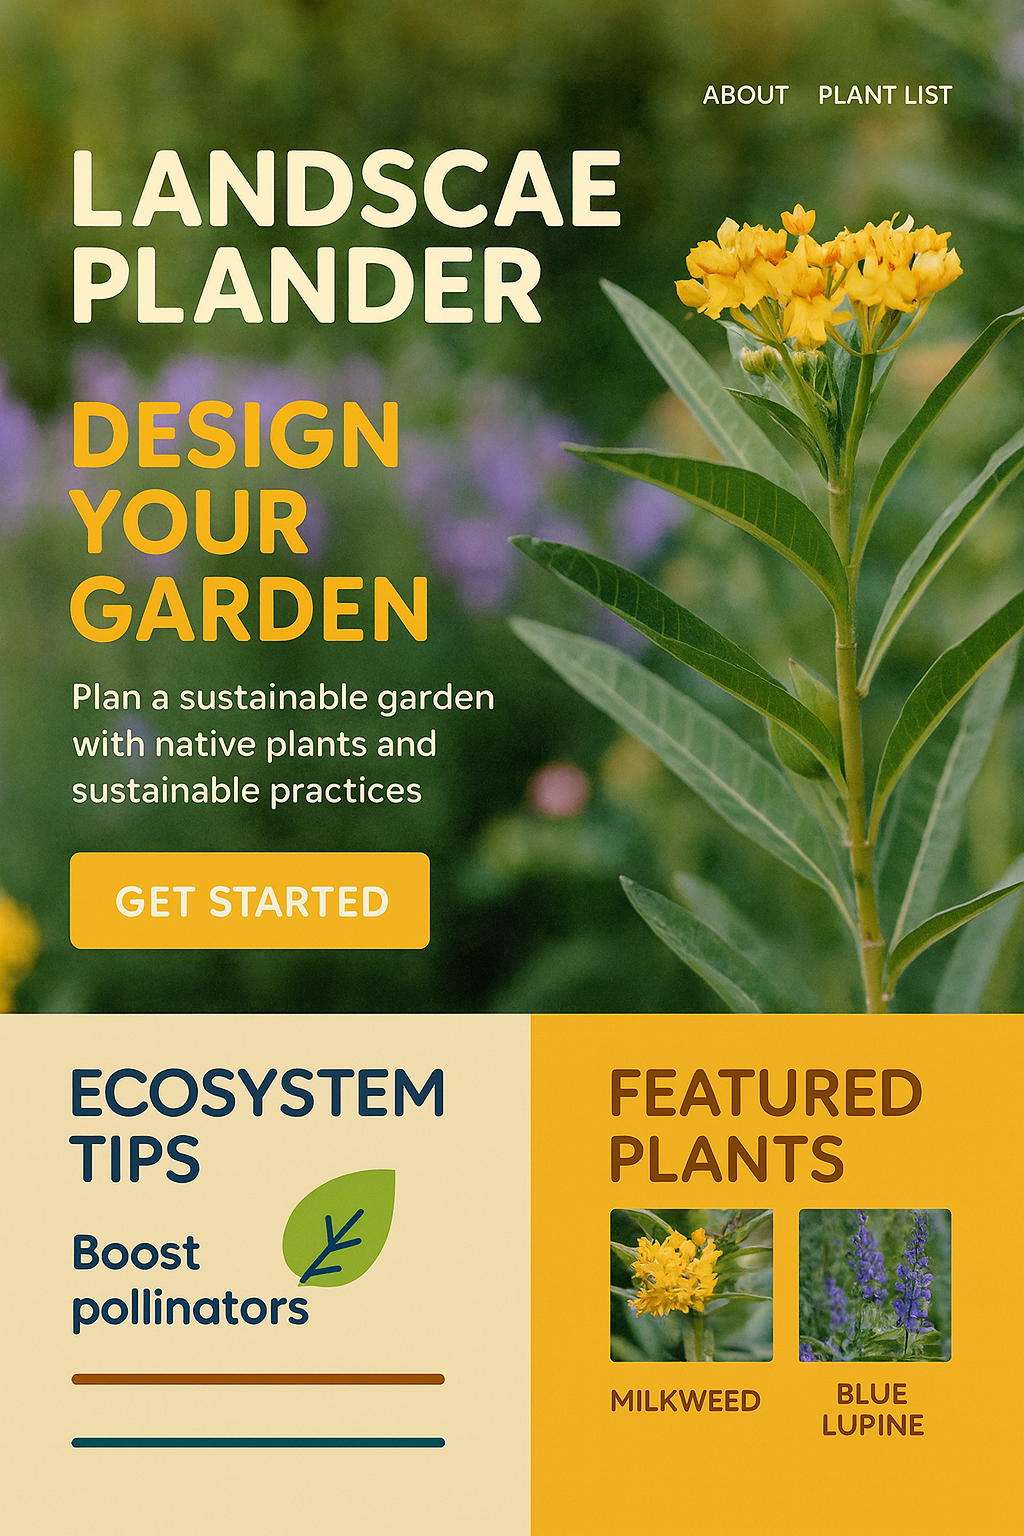 ABOUT PLANT LIST
LANDSCAE
PLANDER
DESIGN
YOUR
GARDEN
Plan a sustainable garden
with native plants and
sustainable practices
GET STARTED
ECOSYSTEM
TIPS
Boost
pollinators
FEATURED
PLANTS
MILKWEED
BLUE
LUPINE